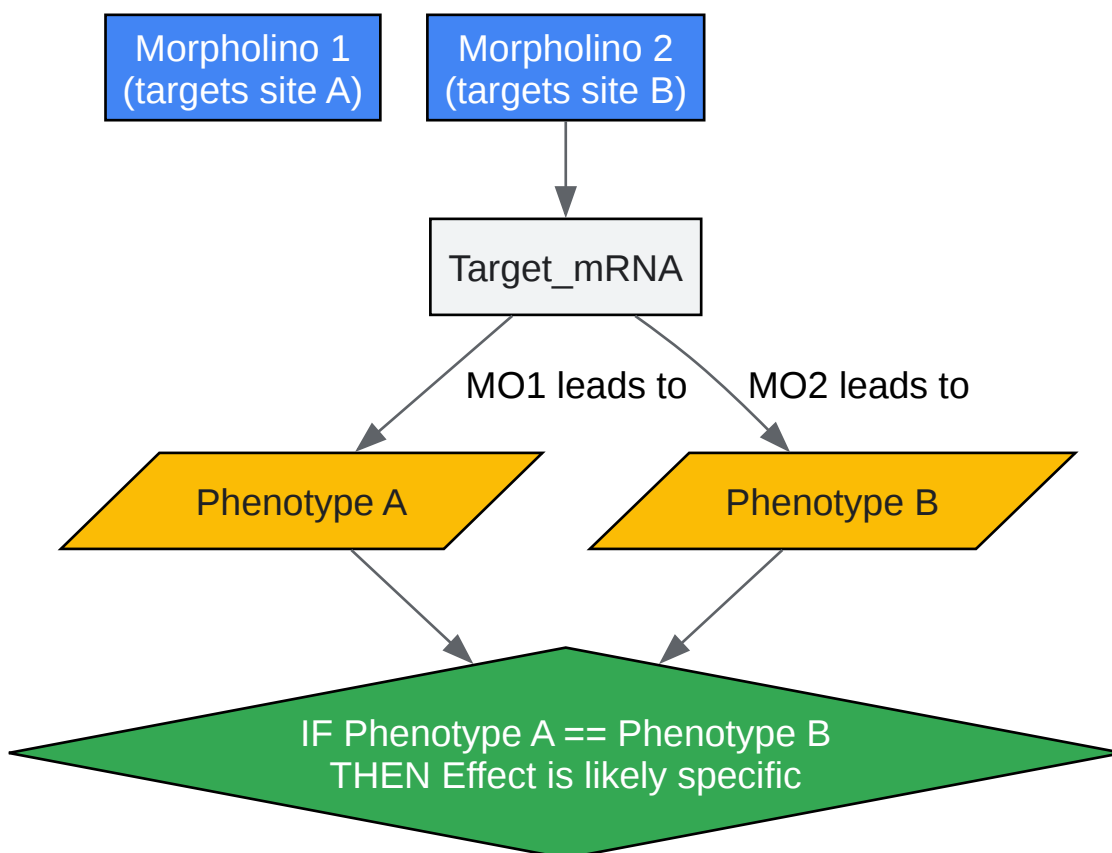 Morpholino 1
(targets site A)
Morpholino 2
(targets site B)
Target_mRNA
MO1 leads to
MO2 leads to
Phenotype A
Phenotype B
IF Phenotype A == Phenotype B
THEN Effect is likely specific